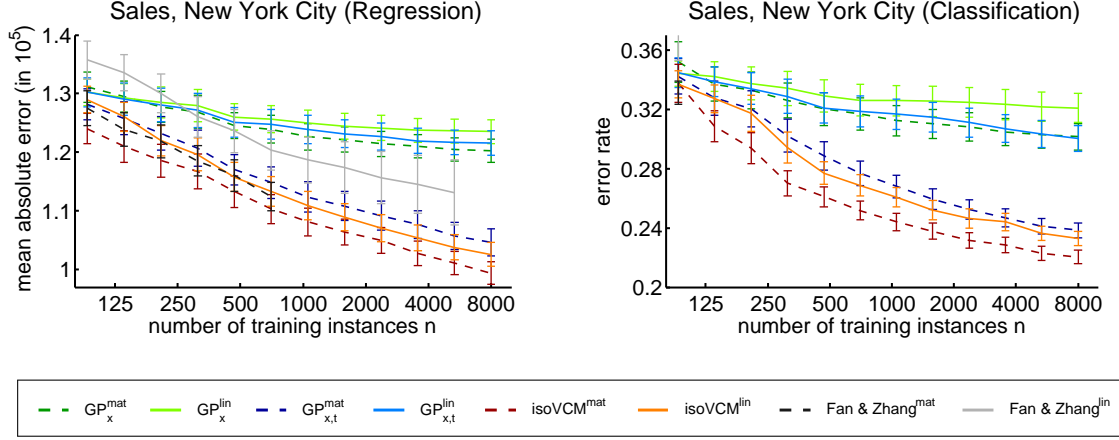 Sales, New York City (Regression)
mean absolute error (in 10^5)
1.4
1.3
1.2
1.1
1
125 250 500 1000 2000 4000 8000
number of training instances n
Sales, New York City (Classification)
error rate
0.36
0.32
0.28
0.24
0.2
125 250 500 1000 2000 4000 8000
number of training instances n
GP_x^mat GP_x^lin GP_x,t^mat GP_x,t^lin isoVCM^mat isoVCM^lin Fan & Zhang^mat Fan & Zhang^lin